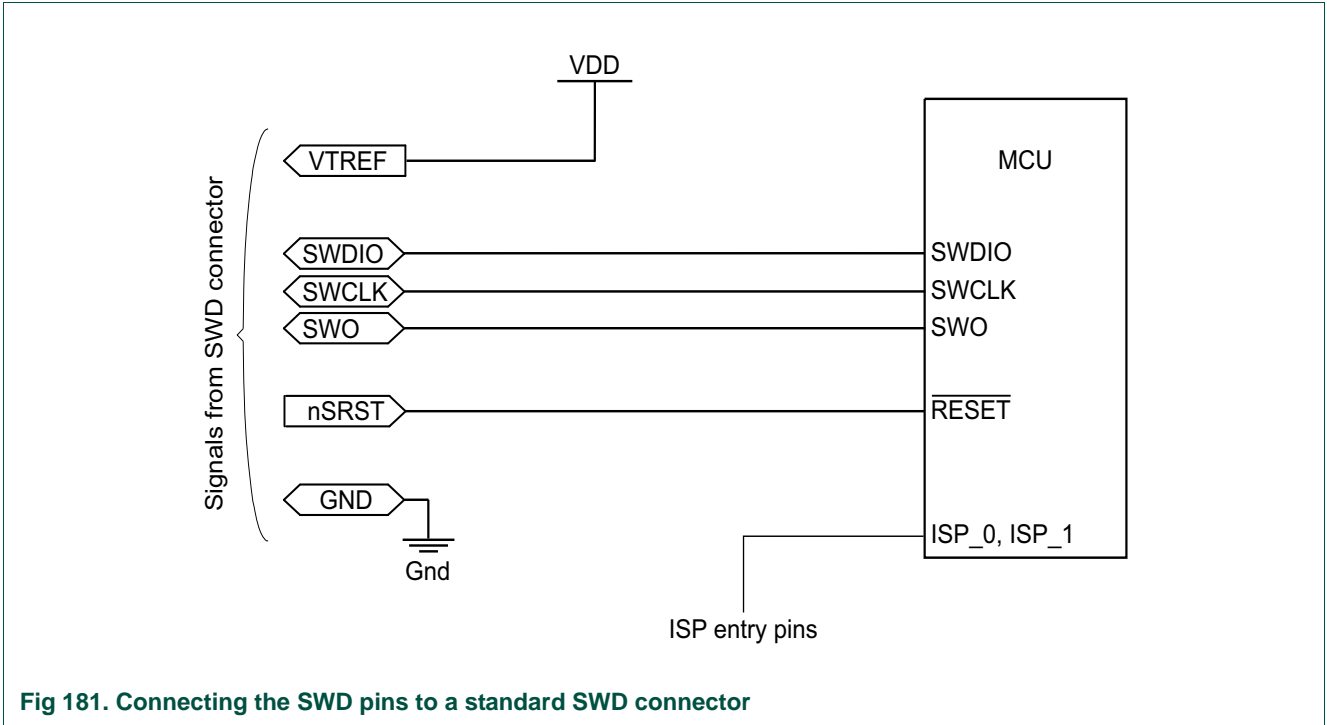 VDD
Signals from SWD connector
VTREF
MCU
SWDIO
SWDIO
SWCLK
SWCLK
SWO
SWO
nSRST
RESET
GND
Gnd
ISP_0, ISP_1
ISP entry pins
Fig 181. Connecting the SWD pins to a standard SWD connector